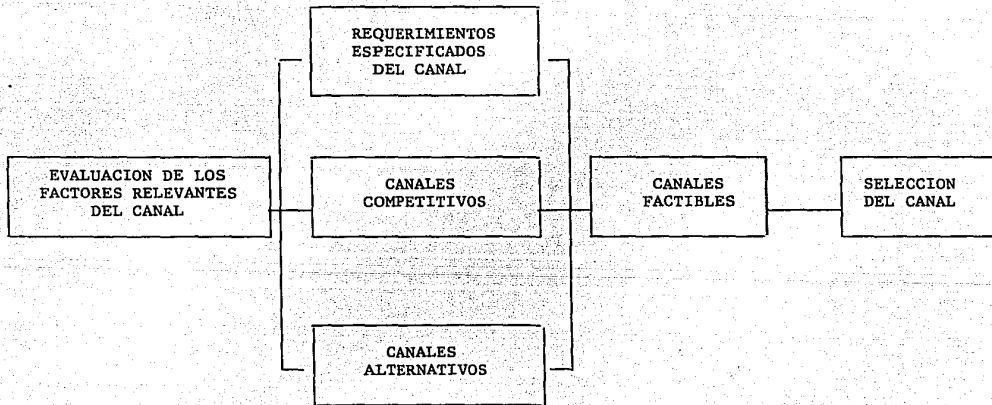 REQUERIMIENTOS
ESPECIFICADOS
DEL CANAL
EVALUACION DE LOS
FACTORES RELEVANTES
DEL CANAL
CANALES
COMPETITIVOS
CANALES
FACTIBLES
SELECCION
DEL CANAL
CANALES
ALTERNATIVOS